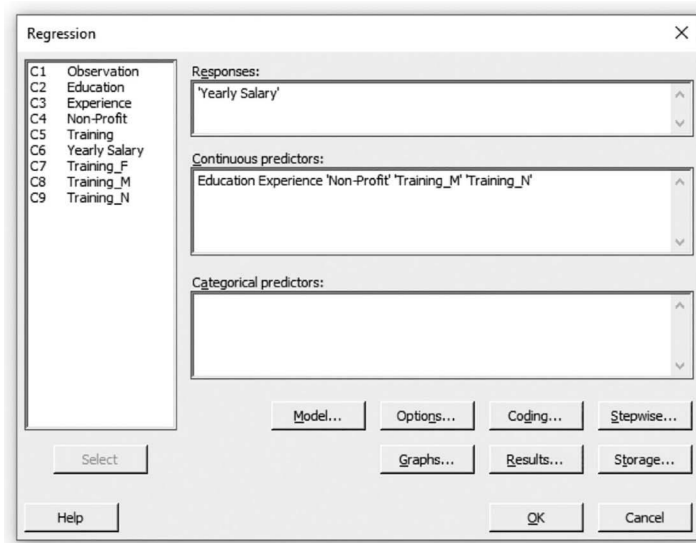 Regression
C1 Observation
C2 Education
C3 Experience
C4 Non-Profit
C5 Training
C6 Yearly Salary
C7 Training_F
C8 Training_M
C9 Training_N
Responses:
'Yearly Salary'
Continuous predictors:
Education Experience 'Non-Profit' 'Training_M' 'Training_N'
Categorical predictors:
Model...
Options...
Coding...
Stepwise...
Select
Graphs...
Results...
Storage...
Help
OK
Cancel